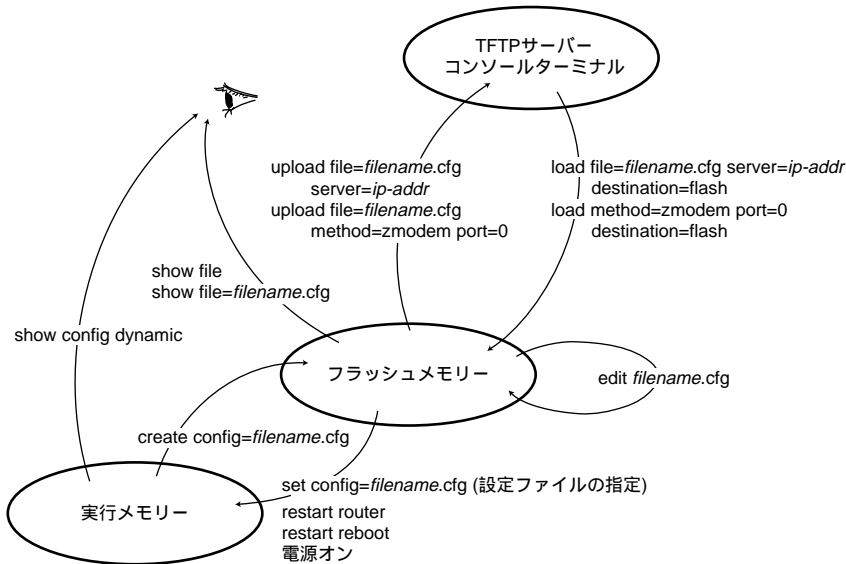 TFTPサーバー
コンソールターミナル
upload file=filename.cfg
server=ip-addr
upload file=filename.cfg
method=zmodem port=0
load file=filename.cfg server=ip-addr
destination=flash
load method=zmodem port=0
destination=flash
show file
show file=filename.cfg
show config dynamic
フラッシュメモリー
edit filename.cfg
create config=filename.cfg
実行メモリー
set config=filename.cfg (設定ファイルの指定)
restart router
restart reboot
電源オン